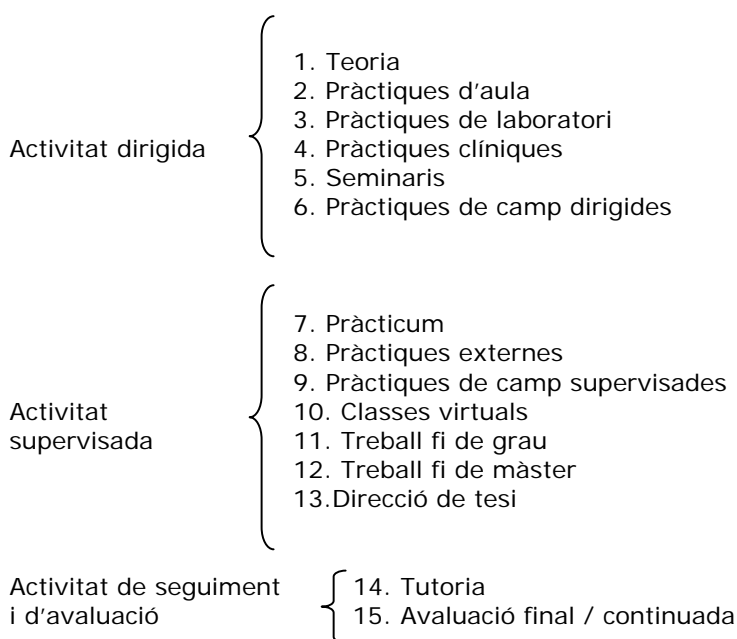 Activitat dirigida
1. Teoria
2. Pràctiques d’aula
3. Pràctiques de laboratori
4. Pràctiques clíniques
5. Seminaris
6. Pràctiques de camp dirigides
Activitat
supervisada
7. Pràcticum
8. Pràctiques externes
9. Pràctiques de camp supervisades
10. Classes virtuals
11. Treball fi de grau
12. Treball fi de màster
13.Direcció de tesi
Activitat de seguiment
i d’avaluació
14. Tutoria
15. Avaluació final / continuada